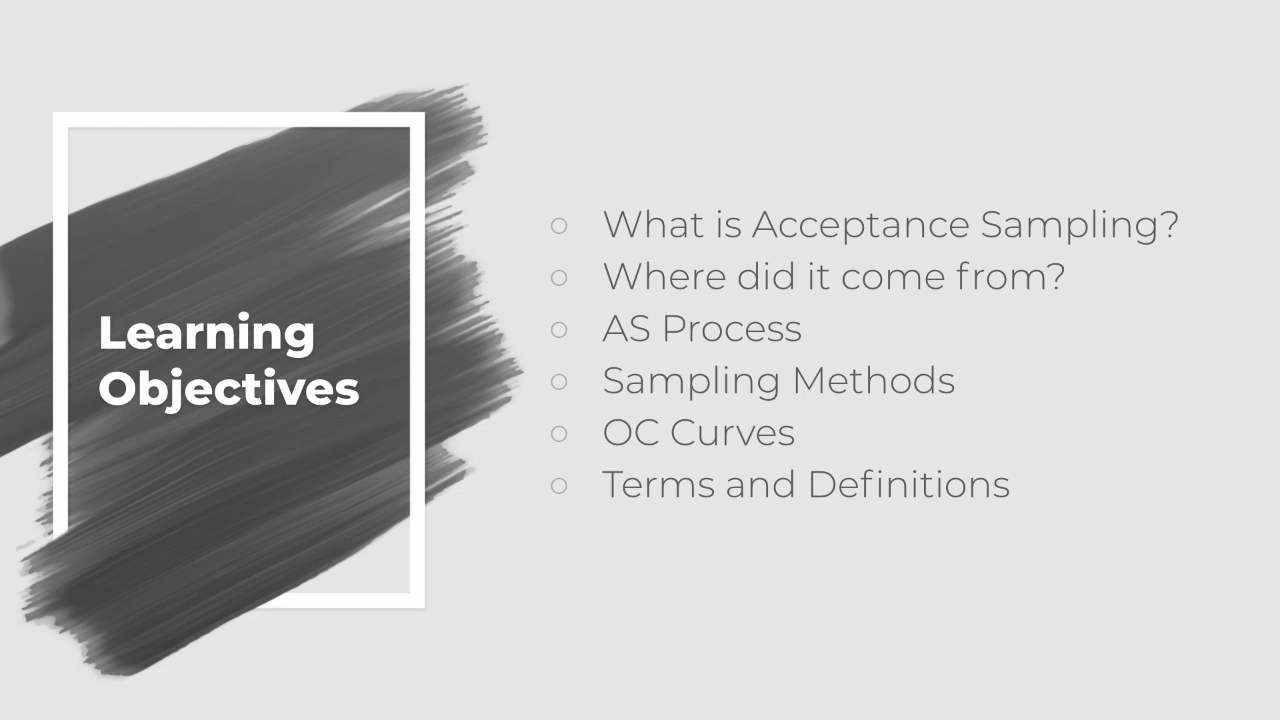 Learning
Objectives
○ What is Acceptance Sampling?
○ Where did it come from?
○ AS Process
○ Sampling Methods
○ OC Curves
○ Terms and Definitions